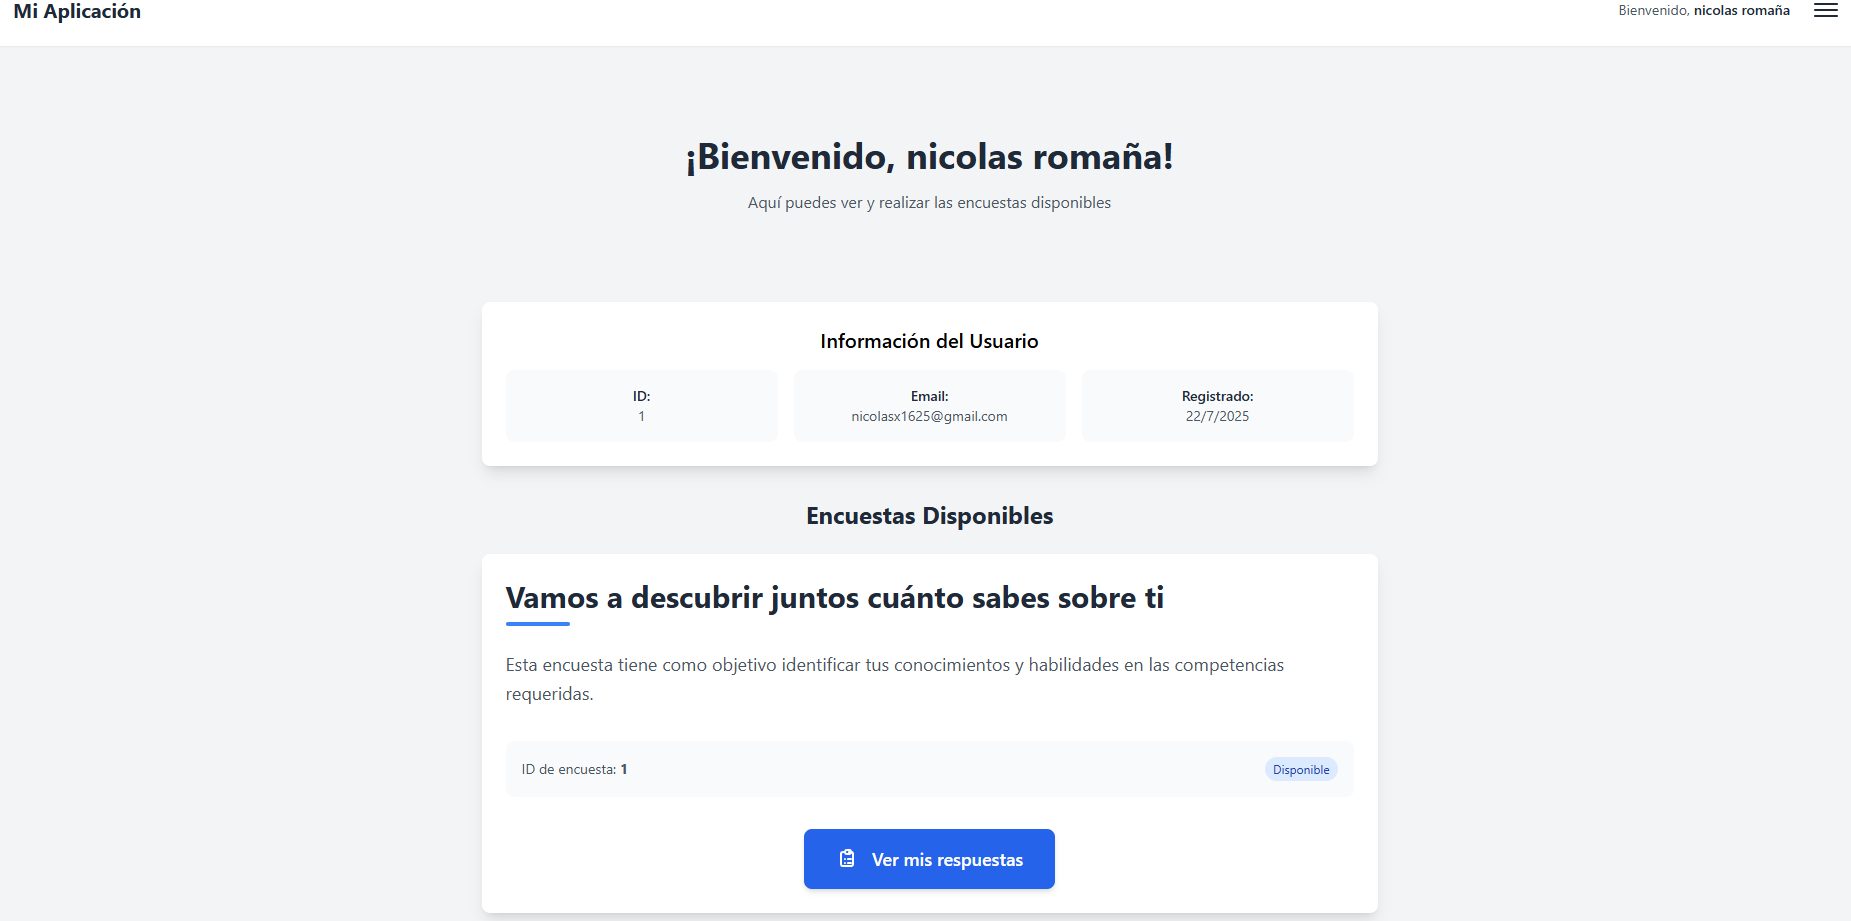 Mi Aplicación
Bienvenido, nicolas romaña
¡Bienvenido, nicolas romaña!
Aquí puedes ver y realizar las encuestas disponibles
Información del Usuario
ID:
1
Email:
nicolasx1625@gmail.com
Registrado:
22/7/2025
Encuestas Disponibles
Vamos a descubrir juntos cuánto sabes sobre ti
Esta encuesta tiene como objetivo identificar tus conocimientos y habilidades en las competencias
requeridas.
ID de encuesta: 1
Disponible
Ver mis respuestas